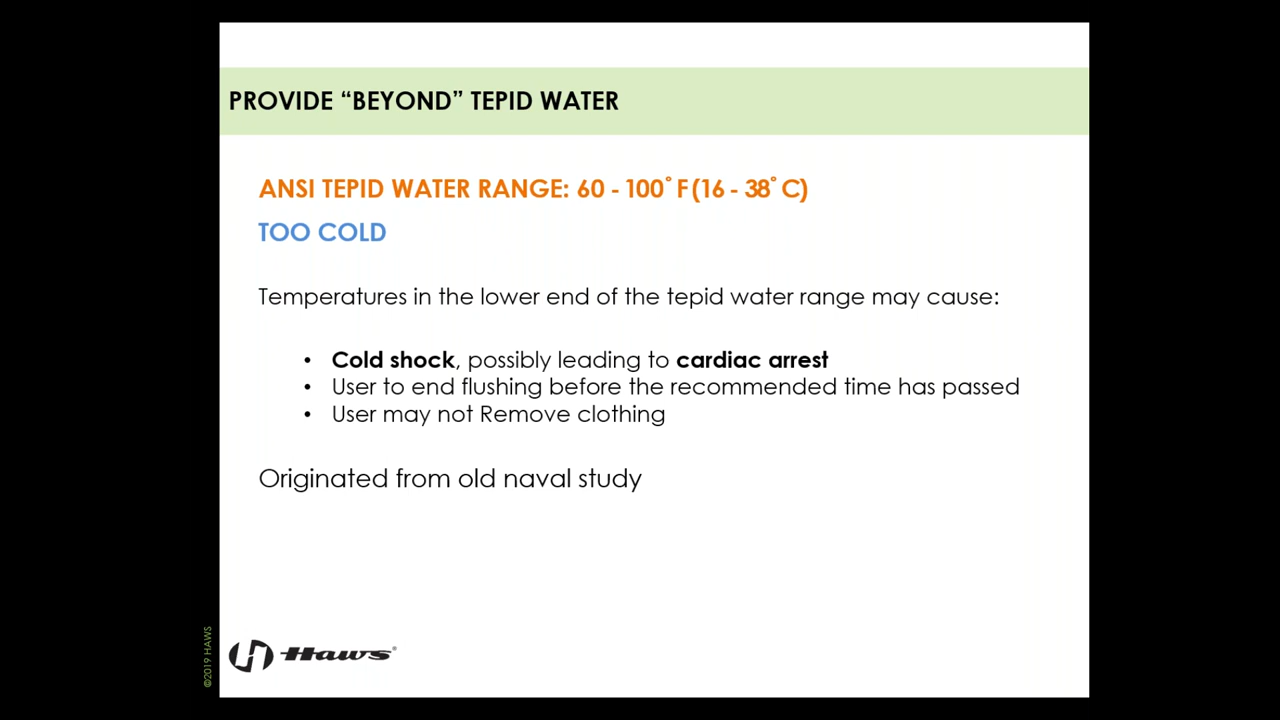 PROVIDE “BEYOND” TEPID WATER
ANSI TEPID WATER RANGE: 60 - 100° F (16 - 38° C)
TOO COLD
Temperatures in the lower end of the tepid water range may cause:
• Cold shock, possibly leading to cardiac arrest
• User to end flushing before the recommended time has passed
• User may not Remove clothing
Originated from old naval study
©2019 HAWS
Haws®